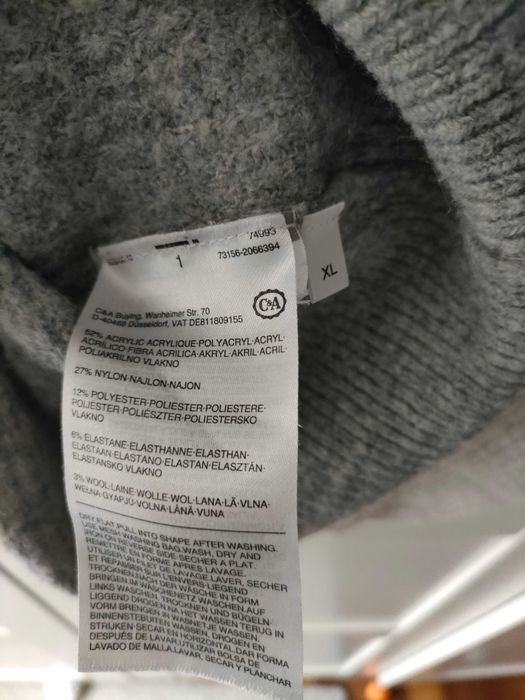 74993
1
73156-2066394
XL
C&A
C&A Buying, Wanheimer Str. 70
D-40468 Düsseldorf, VAT DE811809155
52% ACRYLIC·ACRYLIQUE·POLYACRYL·ACRYL·
ACRÍLICO·FIBRA ACRILICA·AKRYL·AKRIL·ACRIL·
POLIAKRILNO VLAKNO
27% NYLON·NAJLON·NAJON
12% POLYESTER·POLIESTER·POLIESTERE·
POLIÉSTER·POLIÉSZTER·POLIESTERSKO
VLAKNO
6% ELASTANE·ELASTHANNE·ELASTHAN·
ELASTAAN·ELASTANO·ELASTAN·ELASZTÁN·
ELASTANSKO VLAKNO
3% WOOL·LAINE·WOLLE·WOL·LANA·LÃ·VLNA·
WEŁNA·GYAPJÚ·VOLNA·LÂNĂ·VUNA
DRY FLAT.PULL INTO SHAPE AFTER WASHING.
USE MESH WASHING BAG.WASH, DRY AND
IRON ON REVERSE SIDE
SECHER A PLAT.
REMETTRE EN FORME APRES LAVAGE.
UTILISER UN FILET DE LAVAGE.LAVER, SECHER
ET REPASSER SUR L'ENVERS
LIEGEND
TROCKNEN.NACH DER WÄSCHE IN FORM
BRINGEN.IM WÄSCHENETZ WASCHEN.AUF
LINKS WASCHEN, TROCKNEN UND BÜGELN
LIGGEND DROGEN.NA HET WASSEN TERUG IN
VORM BRENGEN.IN WASNETJE WASSEN.
BINNENSTEBUITEN WASSEN, DROGEN EN
STRIJKEN
SECAR EN HORIZONTAL.DAR FORMA
DESPUÉS DE LAVAR.UTILIZAR BOLSA DE
LAVADO DE MALLA.LAVAR, SECAR Y PLANCHAR